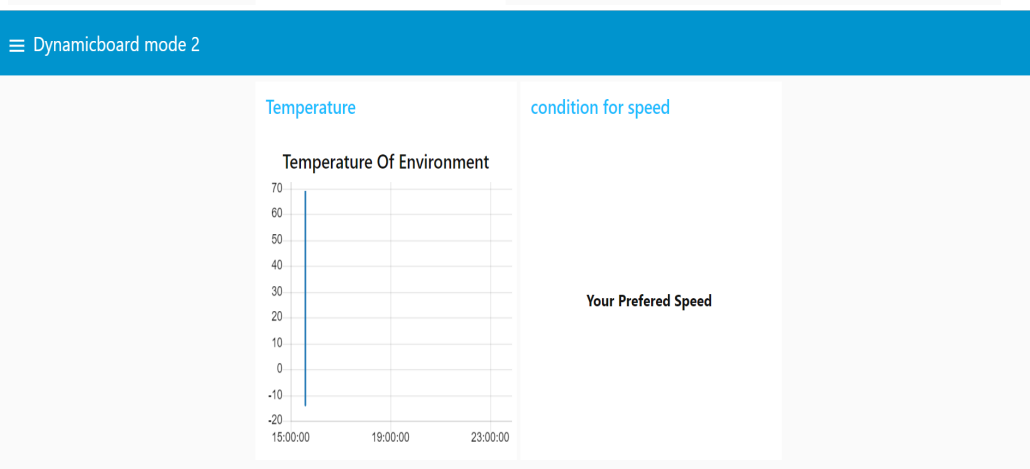 Dynamicboard mode 2
Temperature
condition for speed
Temperature Of Environment
70
60
50
40
30
20
10
0
-10
-20
15:00:00 19:00:00 23:00:00
Your Prefered Speed